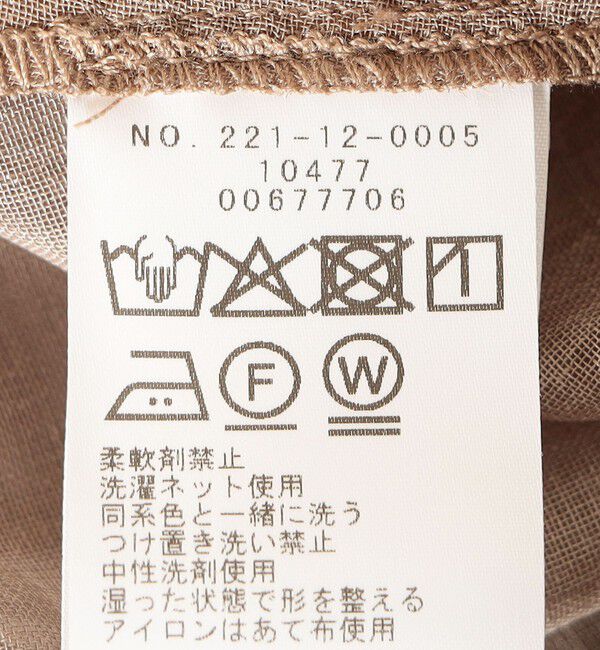 NO. 221-12-0005
10477
00677706
F W
柔軟剤禁止
洗濯ネット使用
同系色と一緒に洗う
つけ置き洗い禁止
中性洗剤使用
湿った状態で形を整える
アイロンはあて布使用